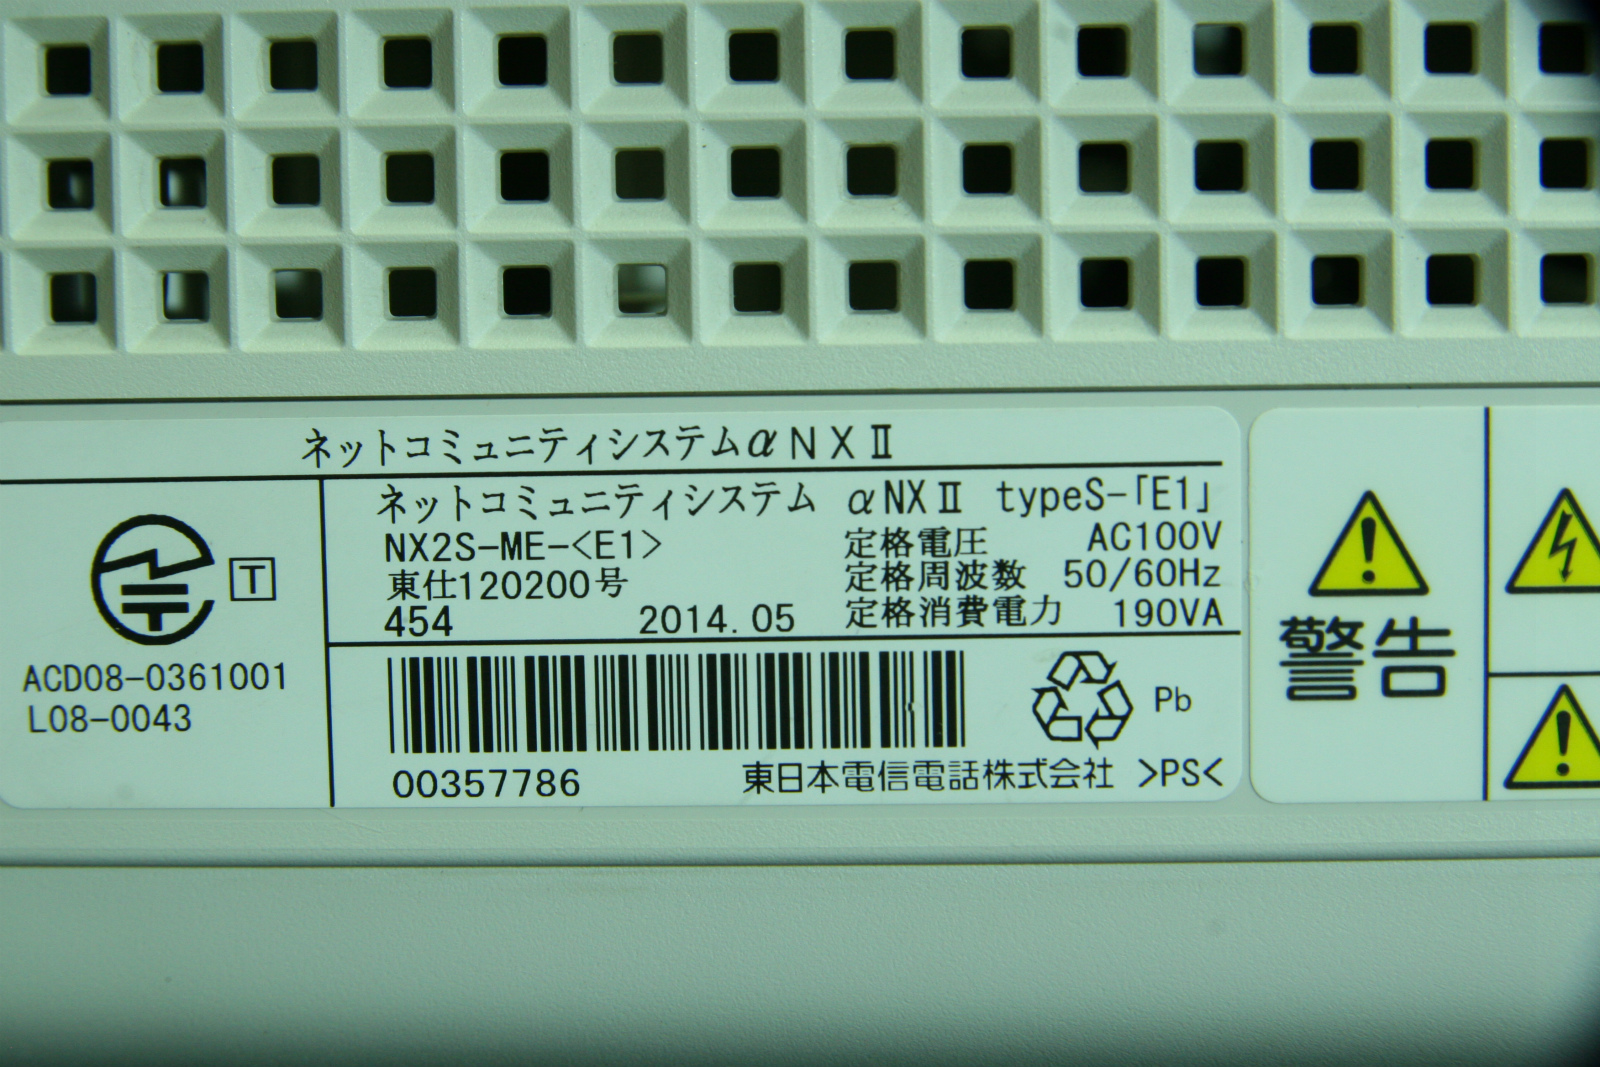 ネットコミュニティシステムαNXⅡ
ネットコミュニティシステム αNXⅡ typeS-「E1」
NX2S-ME-<E1>
定格電圧 AC100V
東仕120200号
定格周波数 50/60Hz
454 2014.05
定格消費電力 190VA
T
ACD08-0361001
L08-0043
00357786
Pb
東日本電信電話株式会社 >PS<
警告